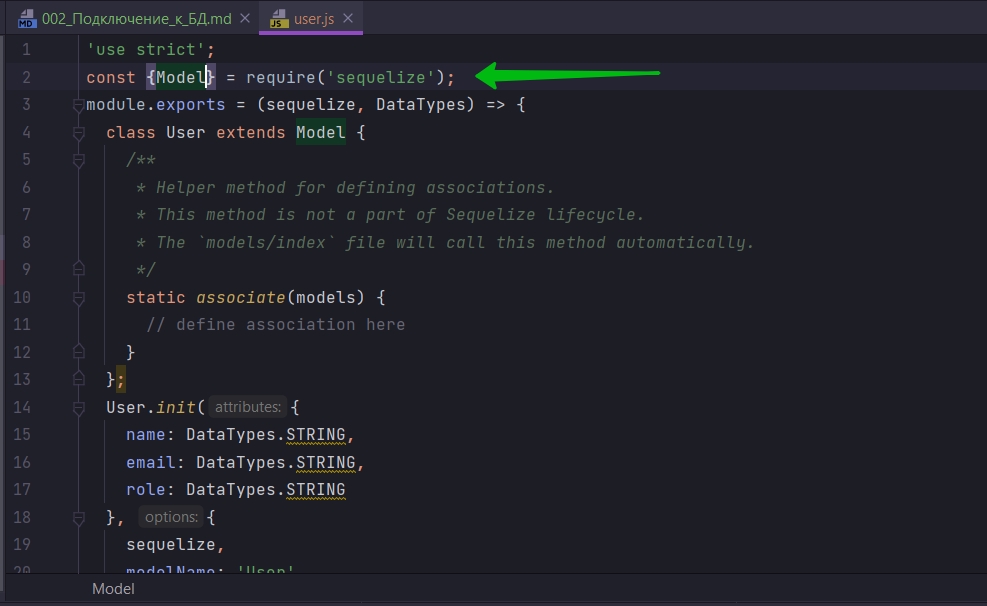 002_Подключение_к_БД.md
user.js
1 'use strict';
2 const {Model} = require('sequelize');
3 module.exports = (sequelize, DataTypes) => {
4 class User extends Model {
5 /**
6 * Helper method for defining associations.
7 * This method is not a part of Sequelize lifecycle.
8 * The `models/index` file will call this method automatically.
9 */
10 static associate(models) {
11 // define association here
12 }
13 };
14 User.init( attributes: {
15 name: DataTypes.STRING,
16 email: DataTypes.STRING,
17 role: DataTypes.STRING
18 }, options: {
19 sequelize,
20 modelName: 'User'
Model